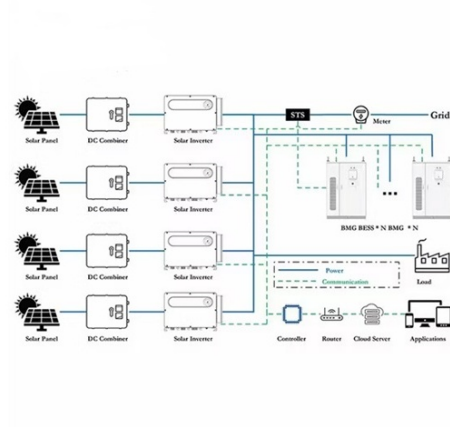 STS
Meter
Grid
Solar Panel DC Combiner Solar Inverter
Solar Panel DC Combiner Solar Inverter
BMG BESS * N BMG * N
Solar Panel DC Combiner Solar Inverter
Power
Communication
Load
Solar Panel DC Combiner Solar Inverter
Controller Router Cloud Server Applications